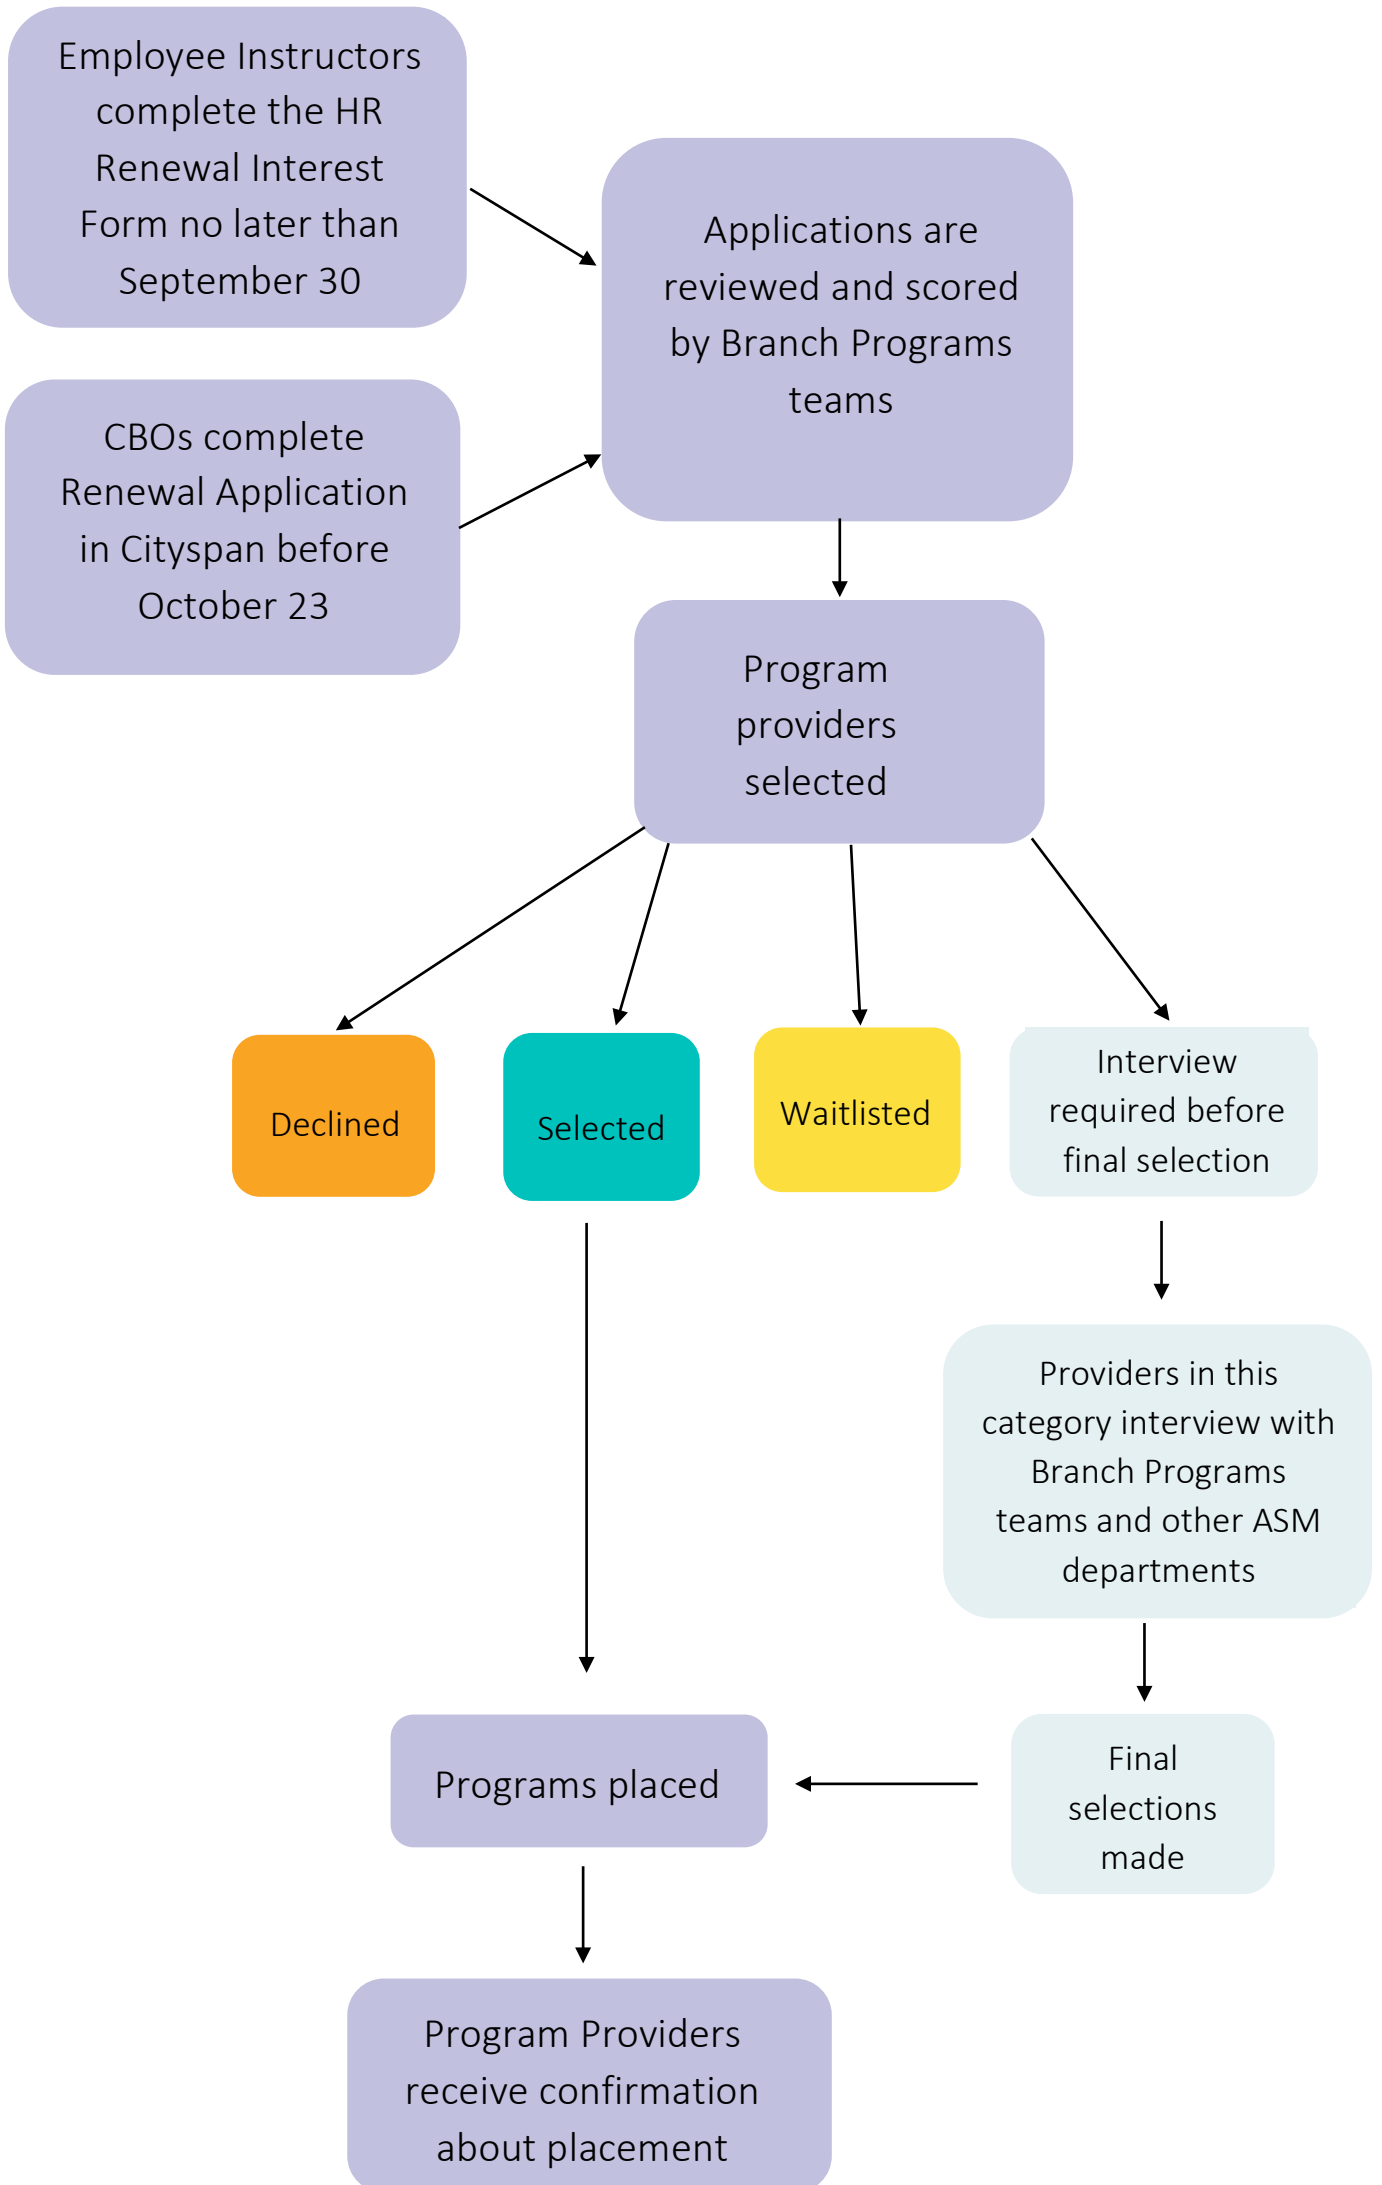 Employee Instructors
complete the HR
Renewal Interest
Form no later than
September 30
Applications are
reviewed and scored
by Branch Programs
teams
CBOs complete
Renewal Application
in Cityspan before
October 23
Program
providers
selected
Declined
Selected
Waitlisted
Interview
required before
final selection
Providers in this
category interview with
Branch Programs
teams and other ASM
departments
Final
selections
made
Programs placed
Program Providers
receive confirmation
about placement